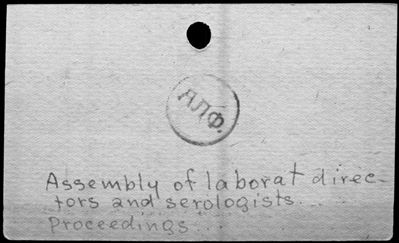 АЛФ.
Assembly of laborat direc-
tors and serologists....
Proceedings...